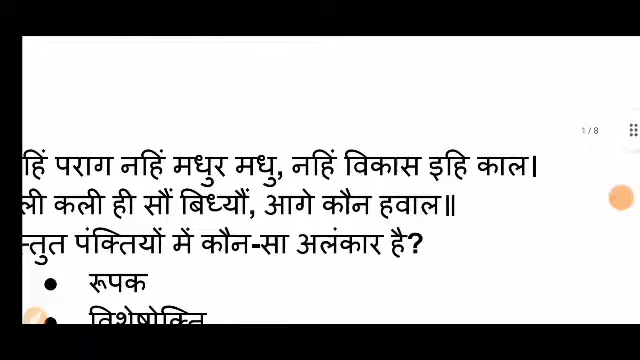 1/8
हिं पराग नहिं मधुर मधु, नहिं विकास इहि काल।
ली कली ही सौं बिध्यौं, आगे कौन हवाल॥
स्तुत पंक्तियों में कौन-सा अलंकार है?
● रूपक
● विशेषोक्ति